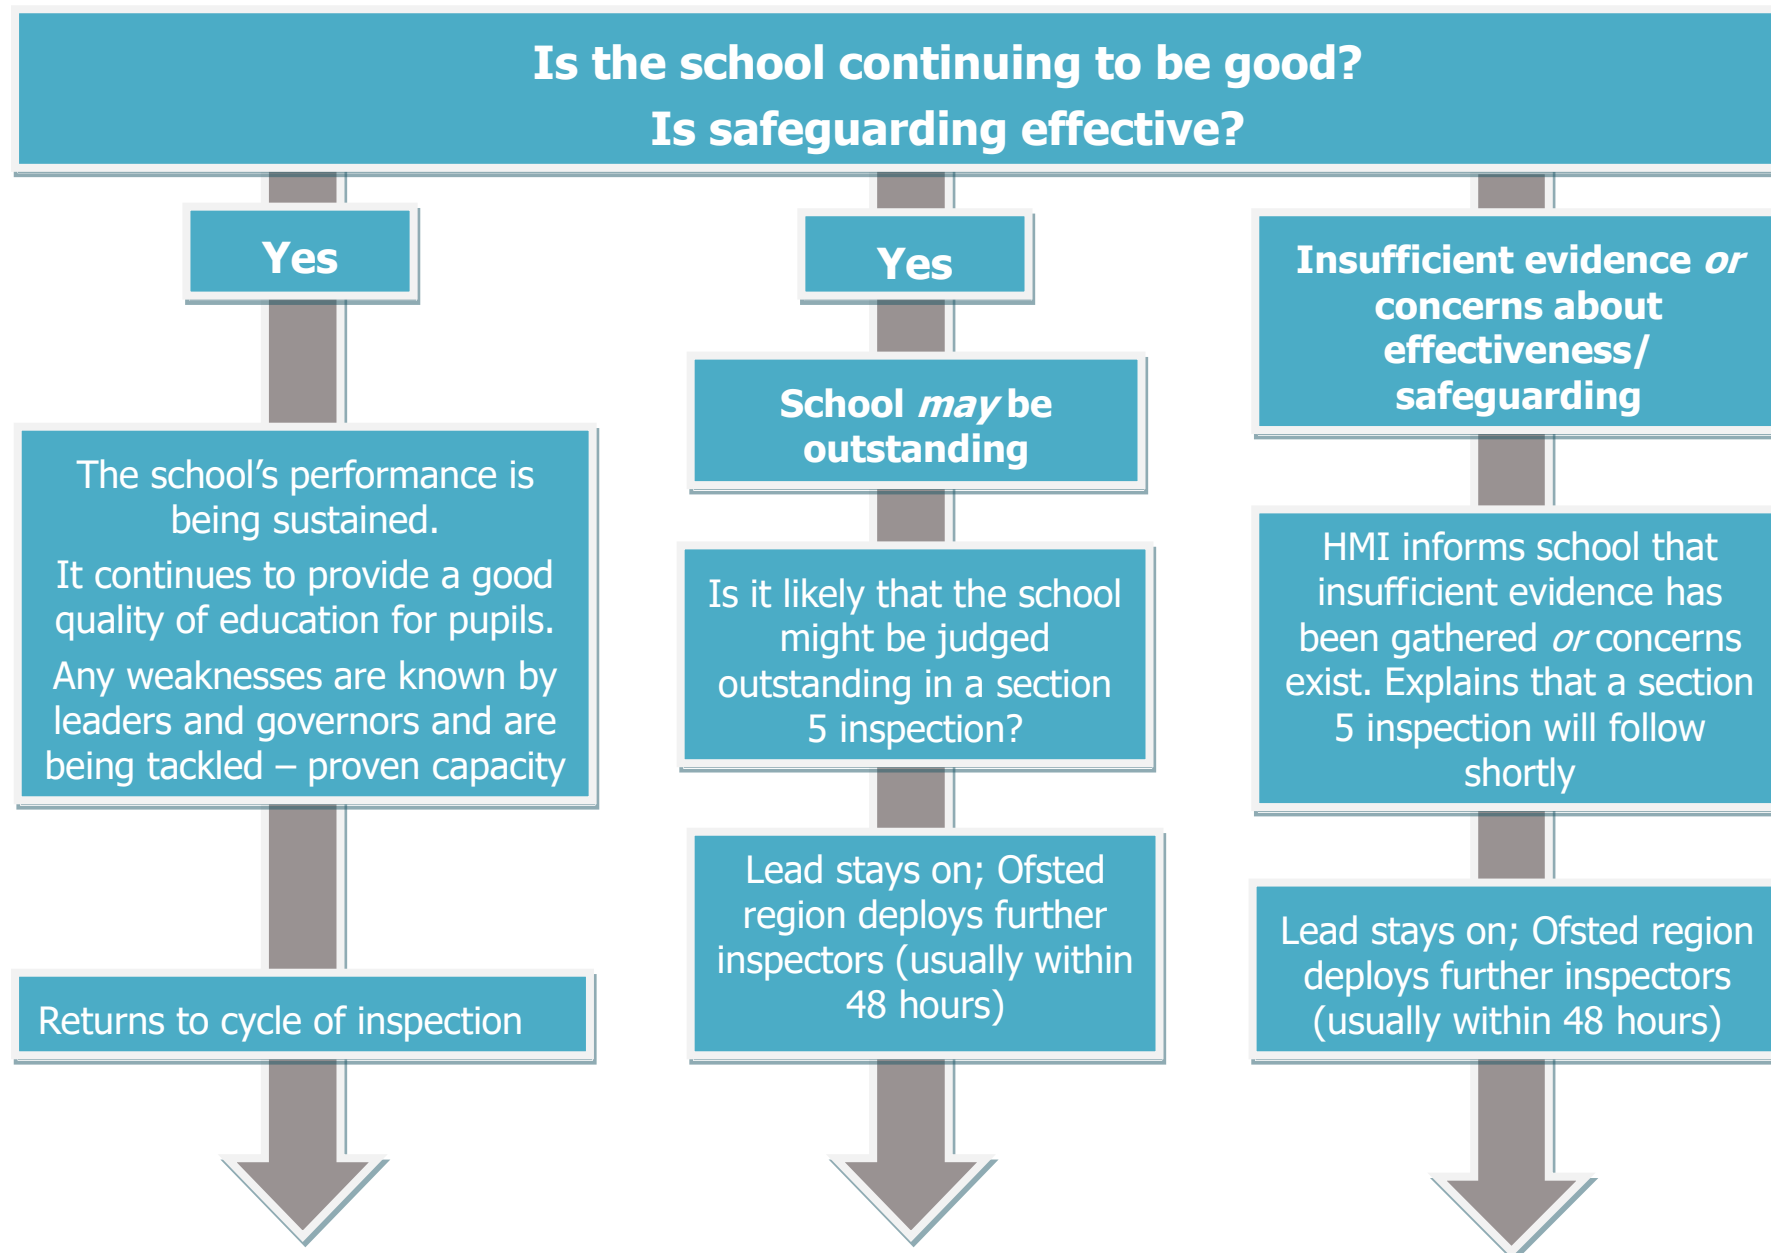 Is the school continuing to be good?
Is safeguarding effective?
Yes
The school’s performance is
being sustained.
It continues to provide a good
quality of education for pupils.
Any weaknesses are known by
leaders and governors and are
being tackled – proven capacity
Returns to cycle of inspection
Yes
School may be
outstanding
Is it likely that the school
might be judged
outstanding in a section
5 inspection?
Lead stays on; Ofsted
region deploys further
inspectors (usually within
48 hours)
Insufficient evidence or
concerns about
effectiveness/
safeguarding
HMI informs school that
insufficient evidence has
been gathered or concerns
exist. Explains that a section
5 inspection will follow
shortly
Lead stays on; Ofsted region
deploys further inspectors
(usually within 48 hours)